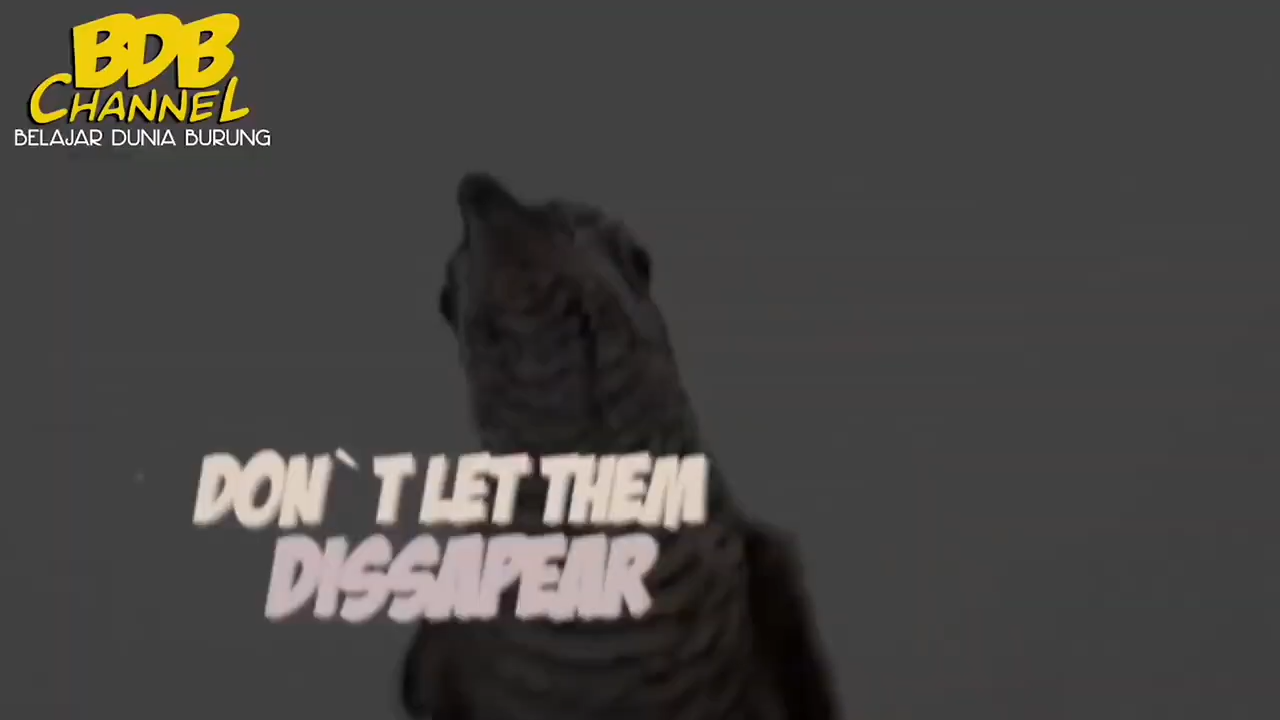 BDB
CHANNEL
BELAJAR DUNIA BURUNG
DON`T LET THEM
DISSAPEAR